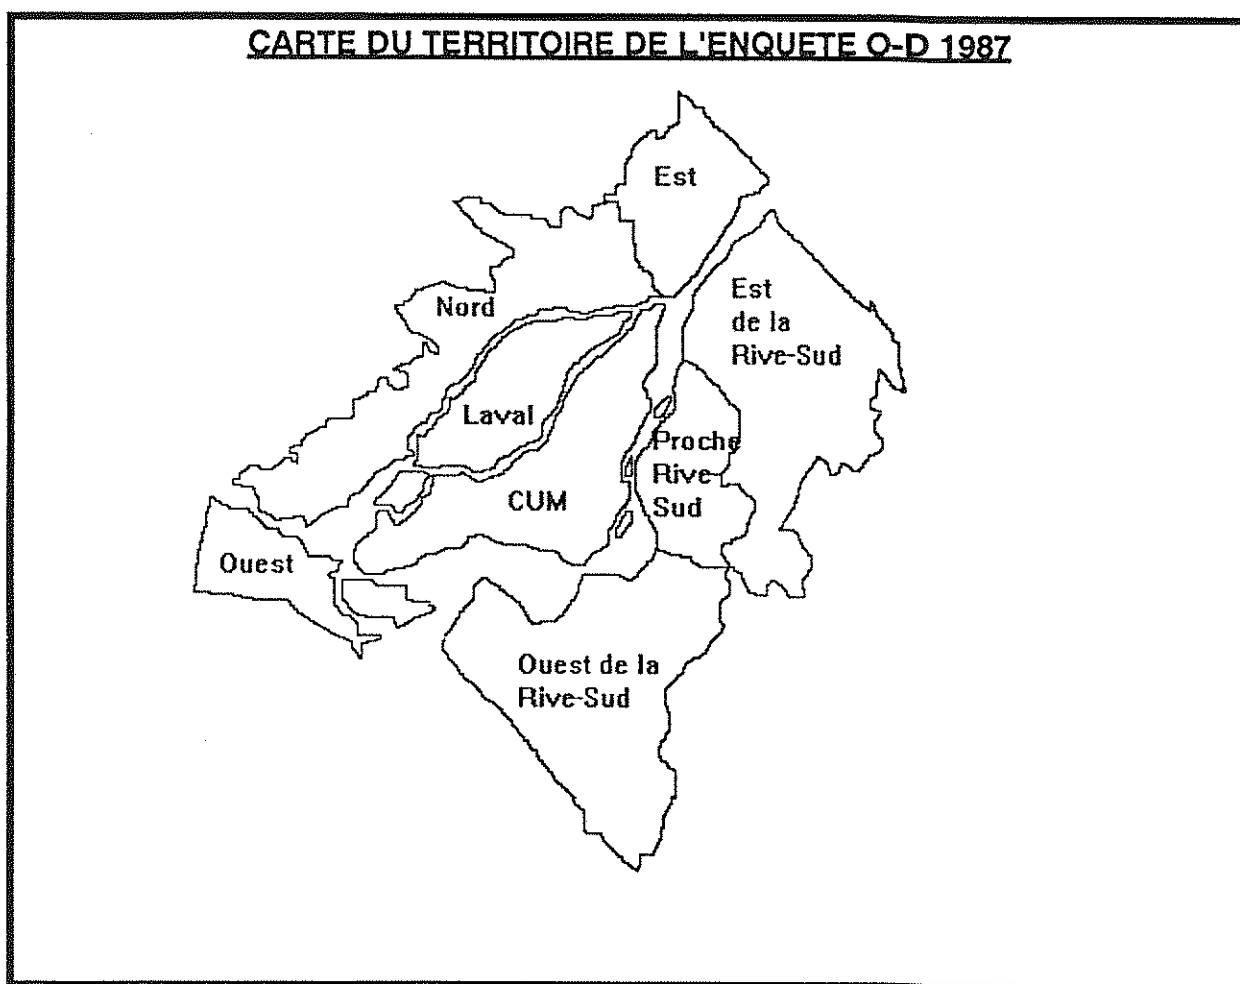 CARTE DU TERRITOIRE DE L'ENQUETE O-D 1987
Est
Est
de la
Rive-Sud
Nord
Laval
Proche
Rive-
Sud
CUM
Ouest
Ouest de la
Rive-Sud